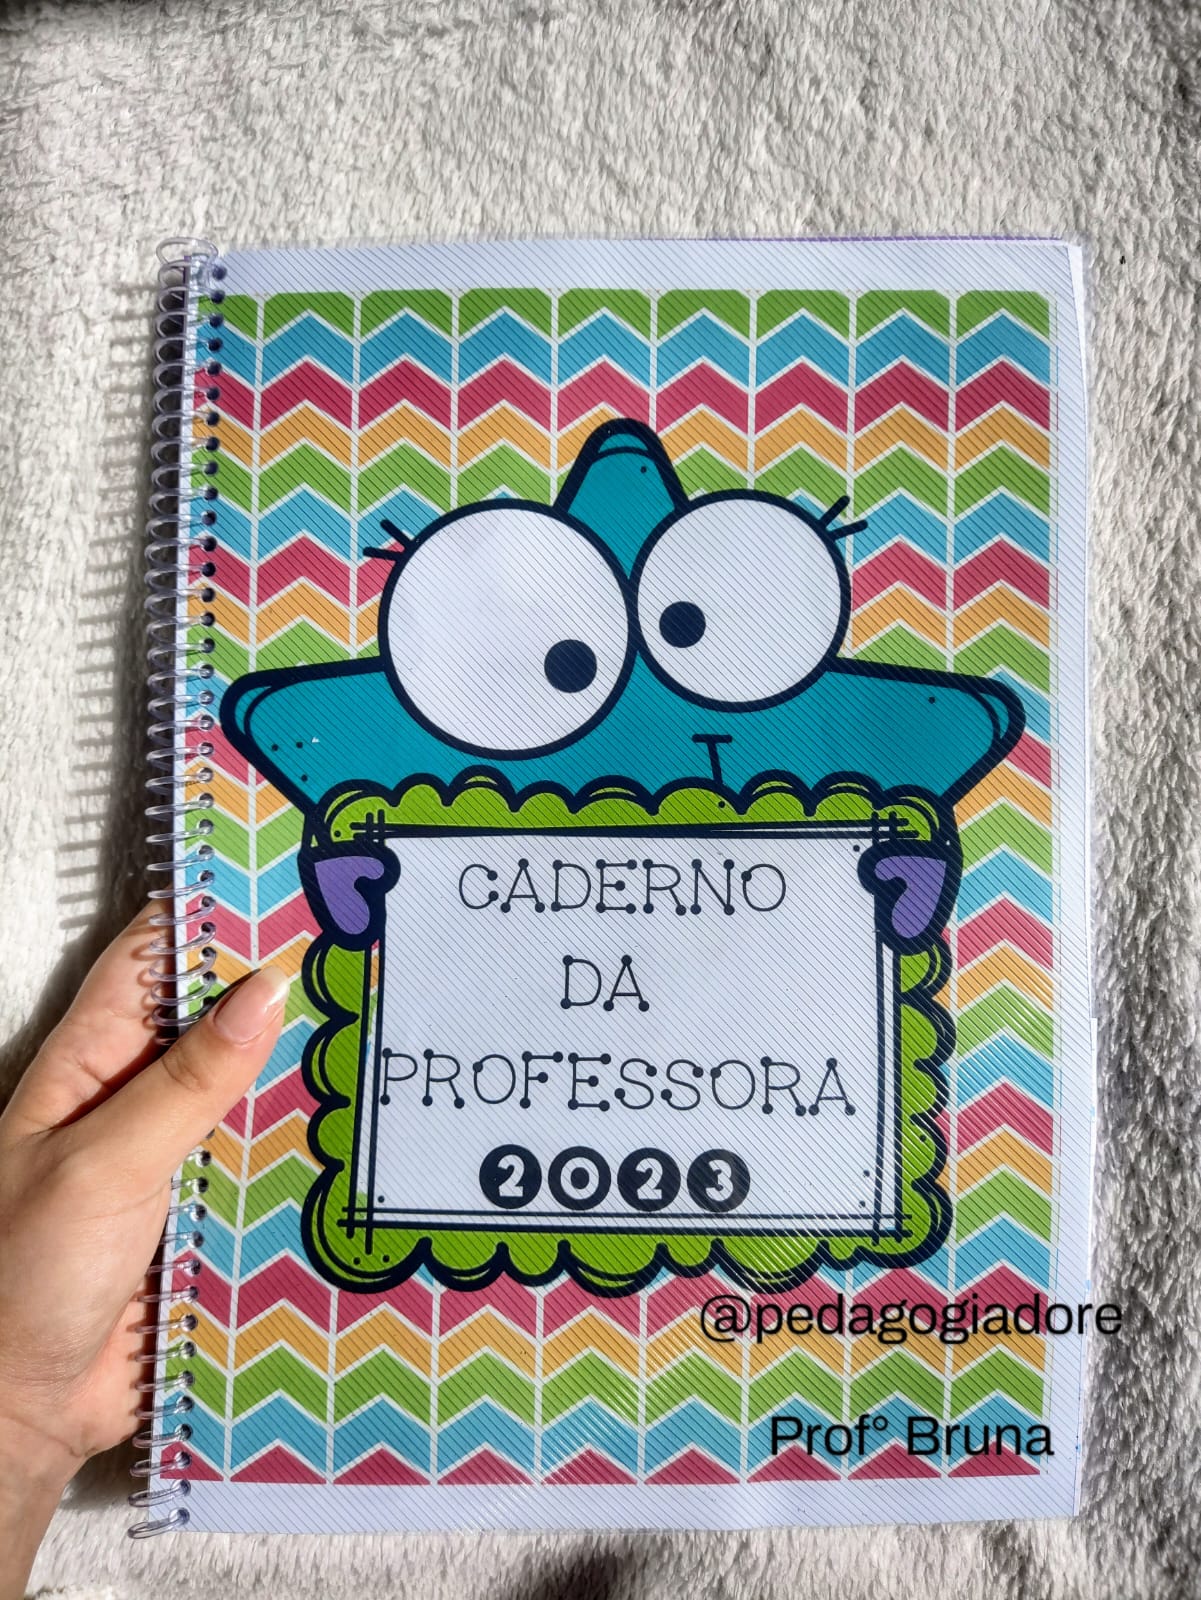 CADERNO
DA
PROFESSORA
2023
@pedagogiadore
Prof° Bruna